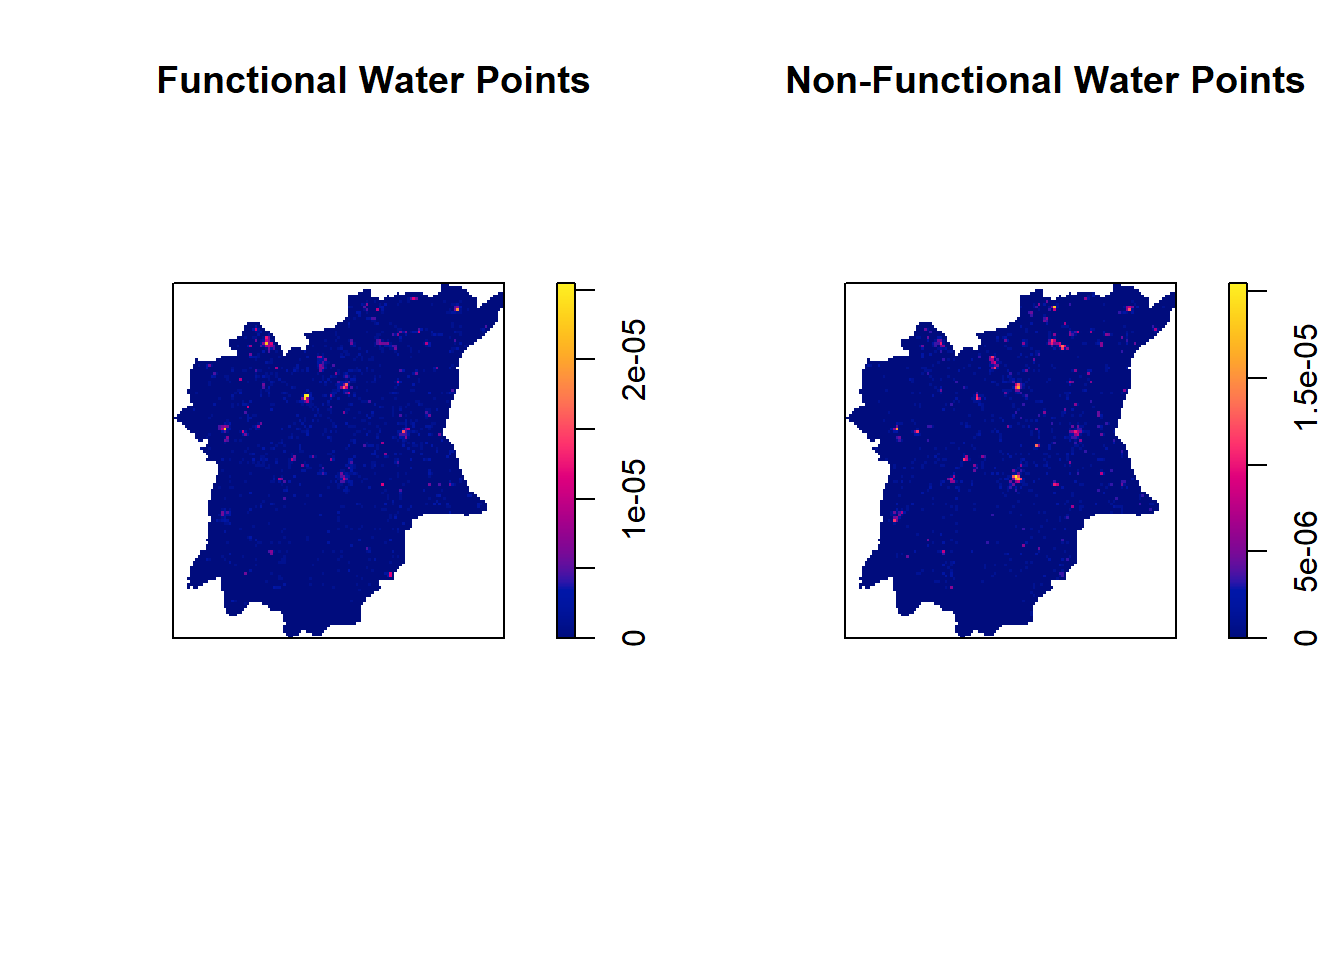 Functional Water Points
Non-Functional Water Points
2e-05
1e-05
0
1.5e-05
5e-06
0